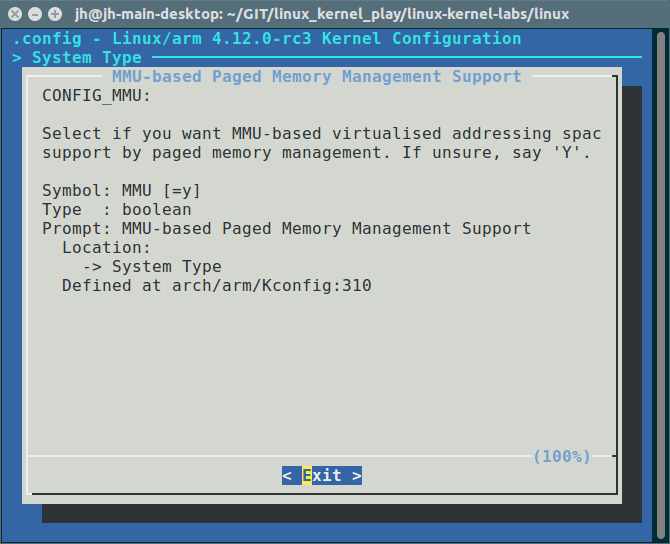 jh@jh-main-desktop: ~/GIT/linux_kernel_play/linux-kernel-labs/linux
.config - Linux/arm 4.12.0-rc3 Kernel Configuration
> System Type
MMU-based Paged Memory Management Support
CONFIG_MMU:
Select if you want MMU-based virtualised addressing spac
support by paged memory management. If unsure, say 'Y'.
Symbol: MMU [=y]
Type  : boolean
Prompt: MMU-based Paged Memory Management Support
Location:
-> System Type
Defined at arch/arm/Kconfig:310
(100%)
< Exit >